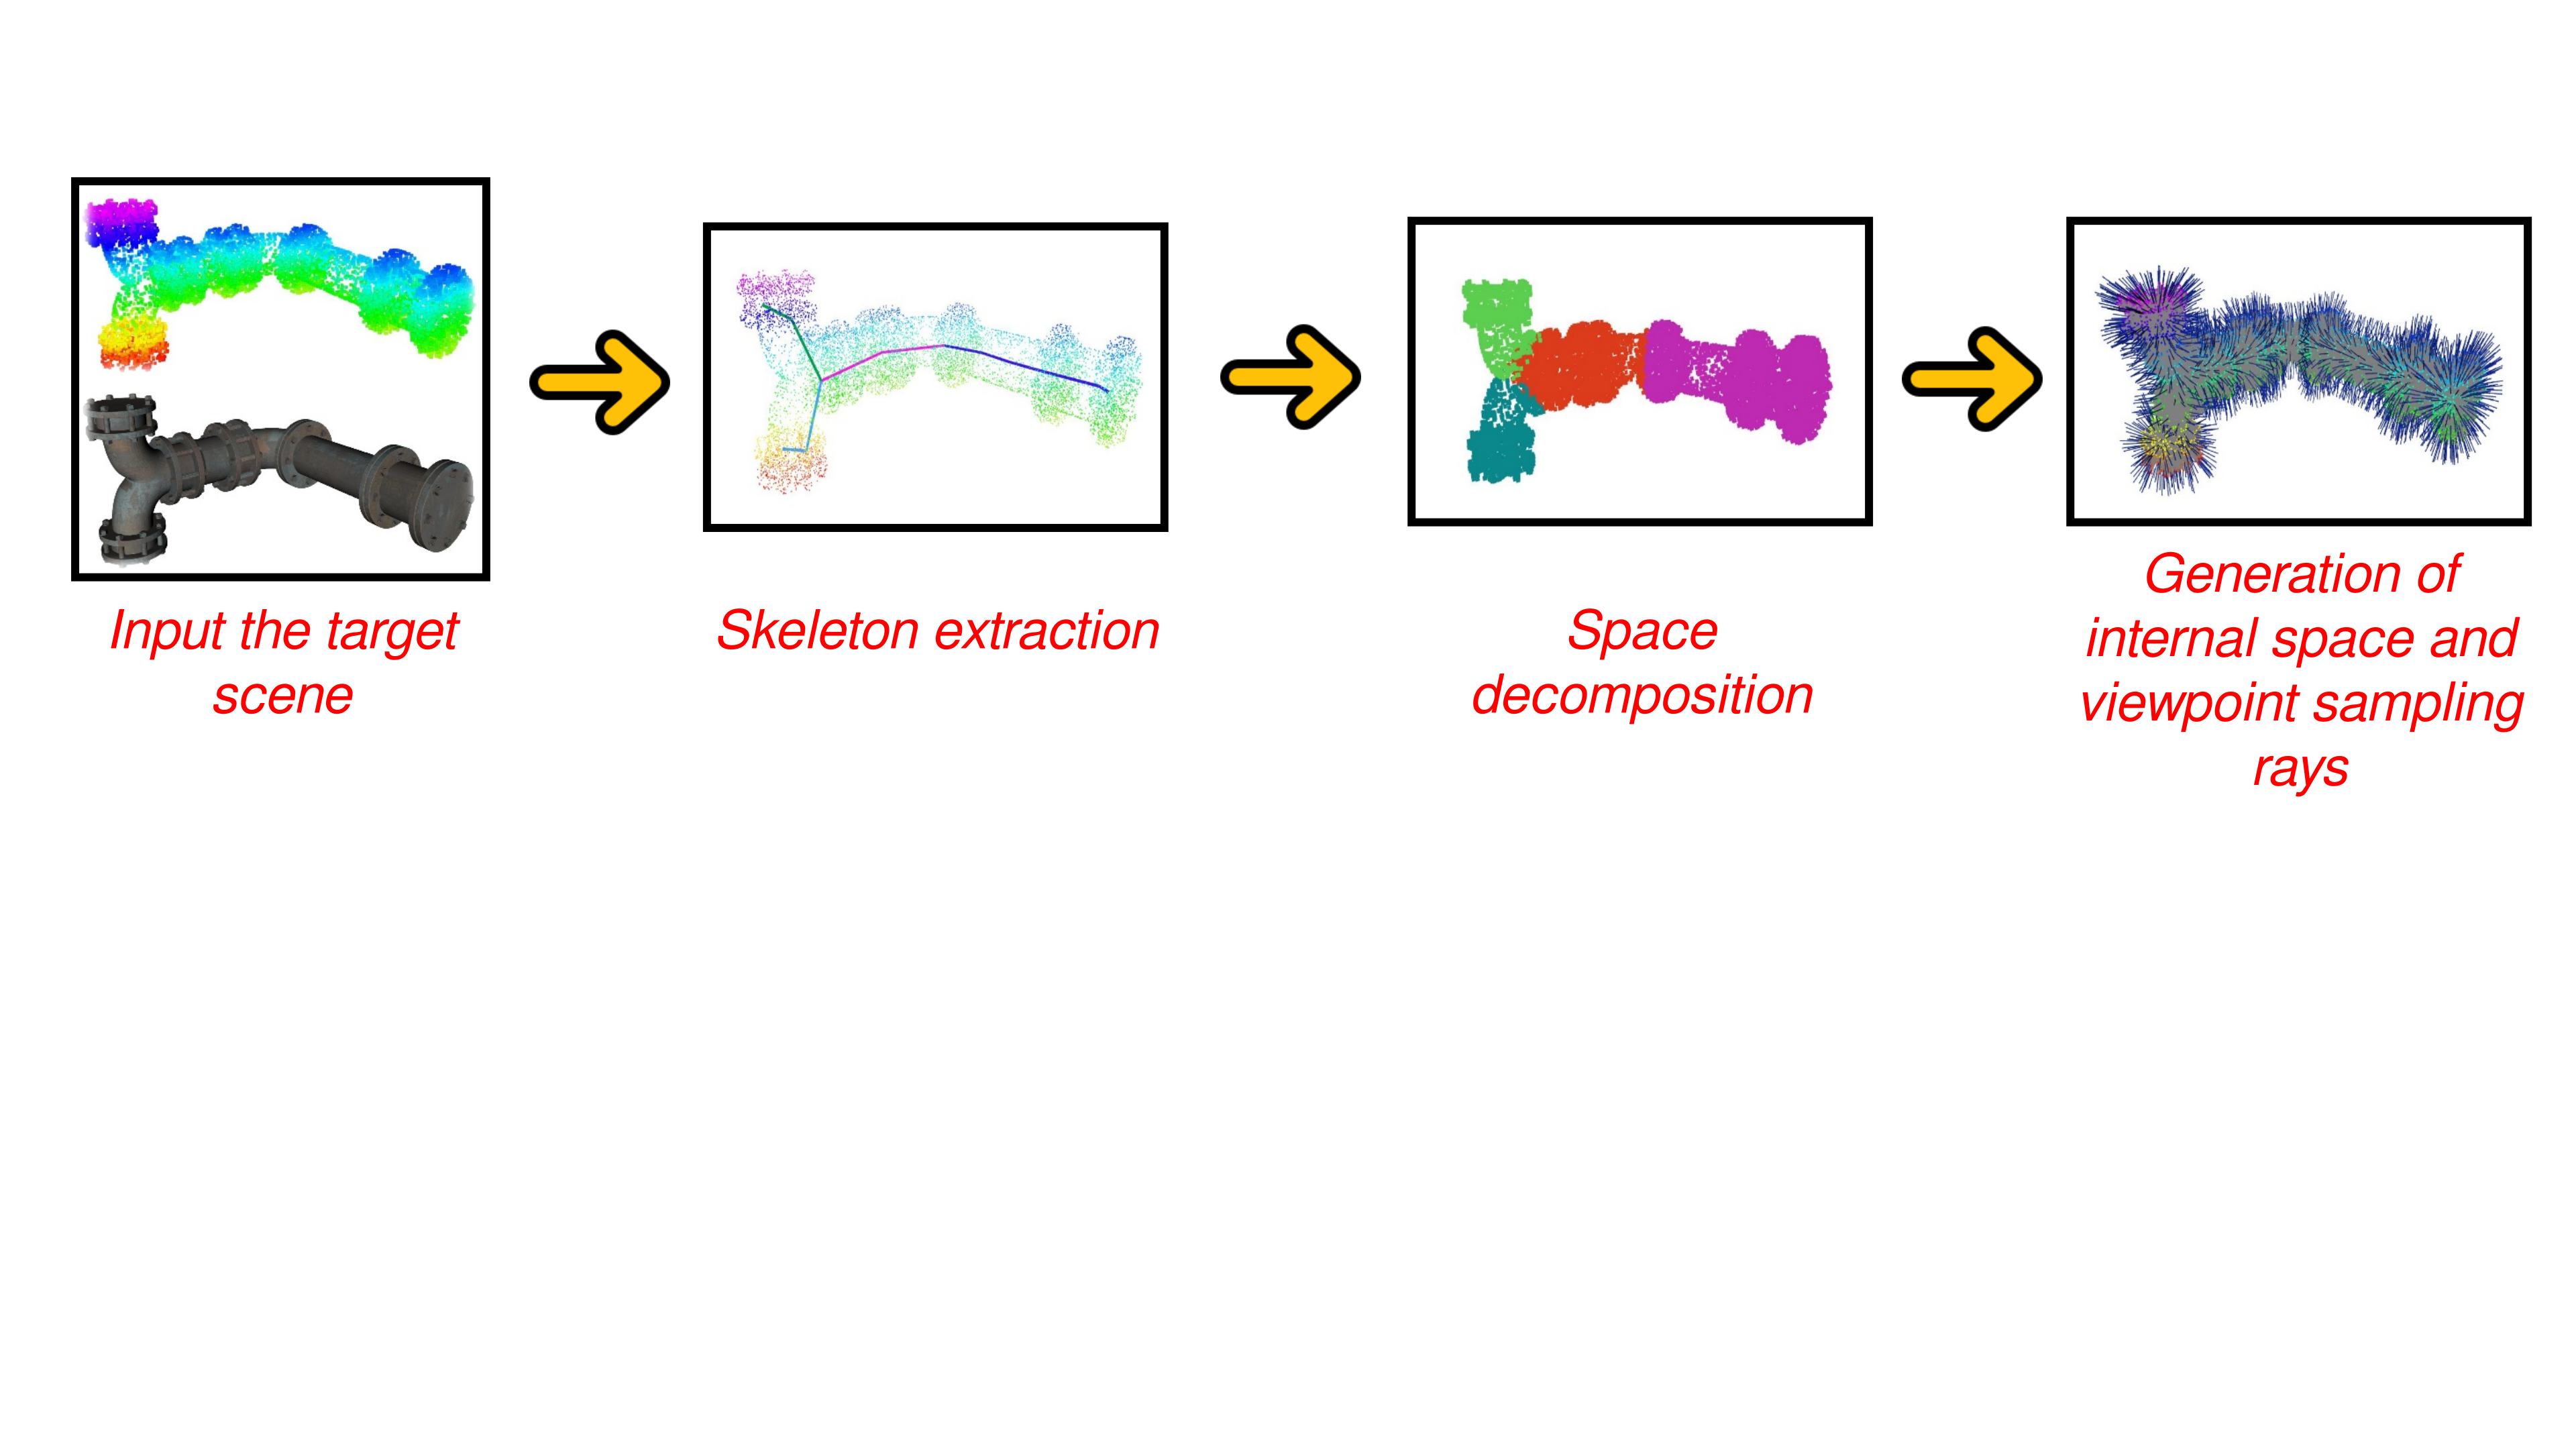 Input the target
scene
Skeleton extraction
Space
decomposition
Generation of
internal space and
viewpoint sampling
rays